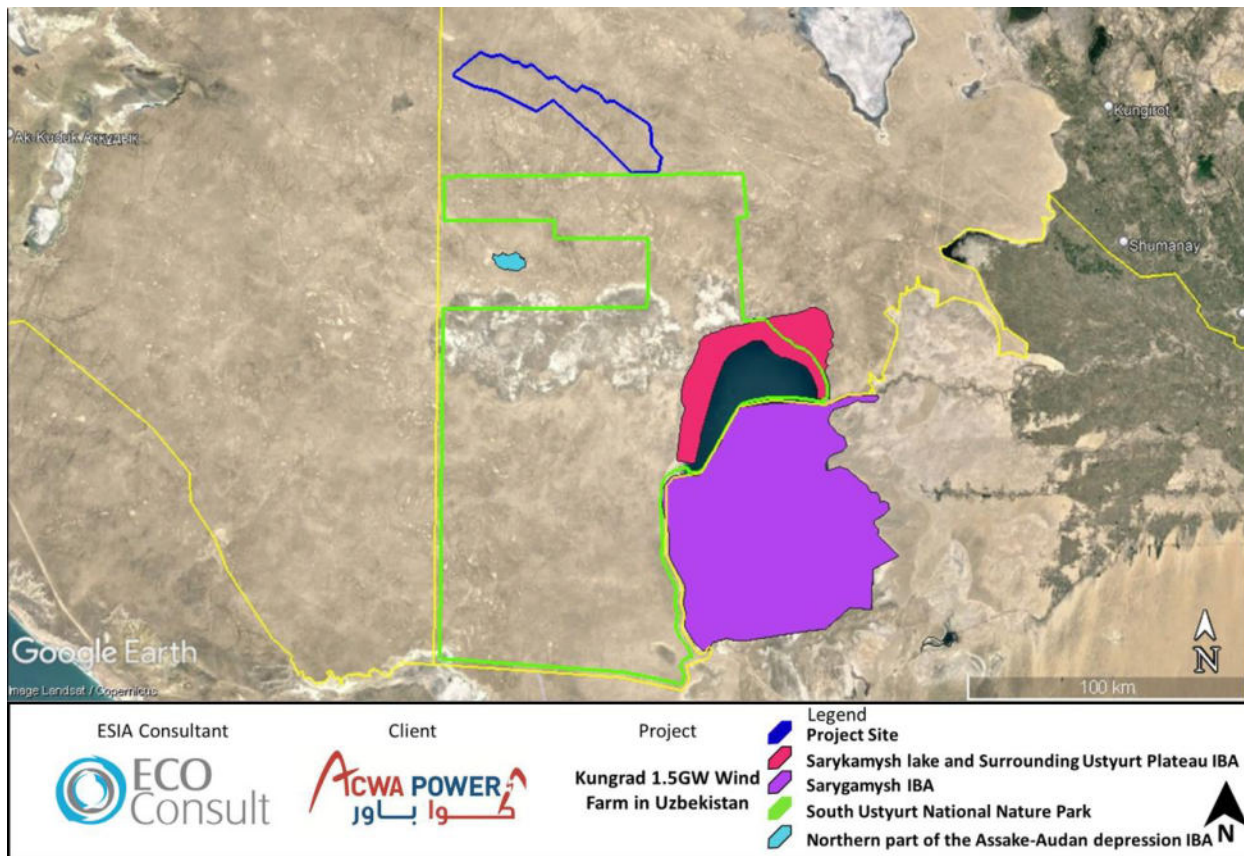 Kungirot
Ak-Kuduk Аккудык
Shumanay
Google Earth
Image Landsat / Copernicus
N
100 km
ESIA Consultant
Client
Project
Legend
ECO
Consult
ACWA POWER
أكوا باور
Kungrad 1.5GW Wind
Farm in Uzbekistan
Project Site
Sarykamysh lake and Surrounding Ustyurt Plateau IBA
Sarygamysh IBA
South Ustyurt National Nature Park
Northern part of the Assake-Audan depression IBA
N